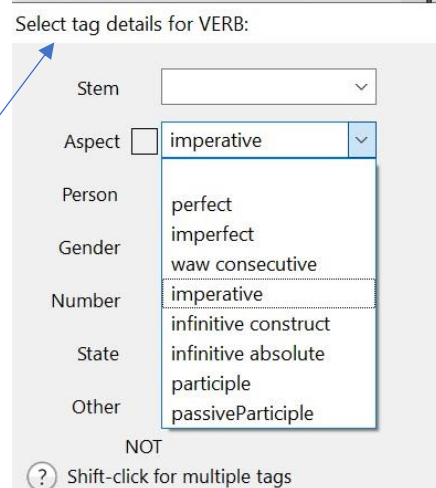 Select tag details for VERB:
Stem
Aspect imperative
Person
perfect
imperfect
Gender
waw consecutive
Number imperative
infinitive construct
State infinitive absolute
participle
Other
passiveParticiple
NOT
? Shift-click for multiple tags